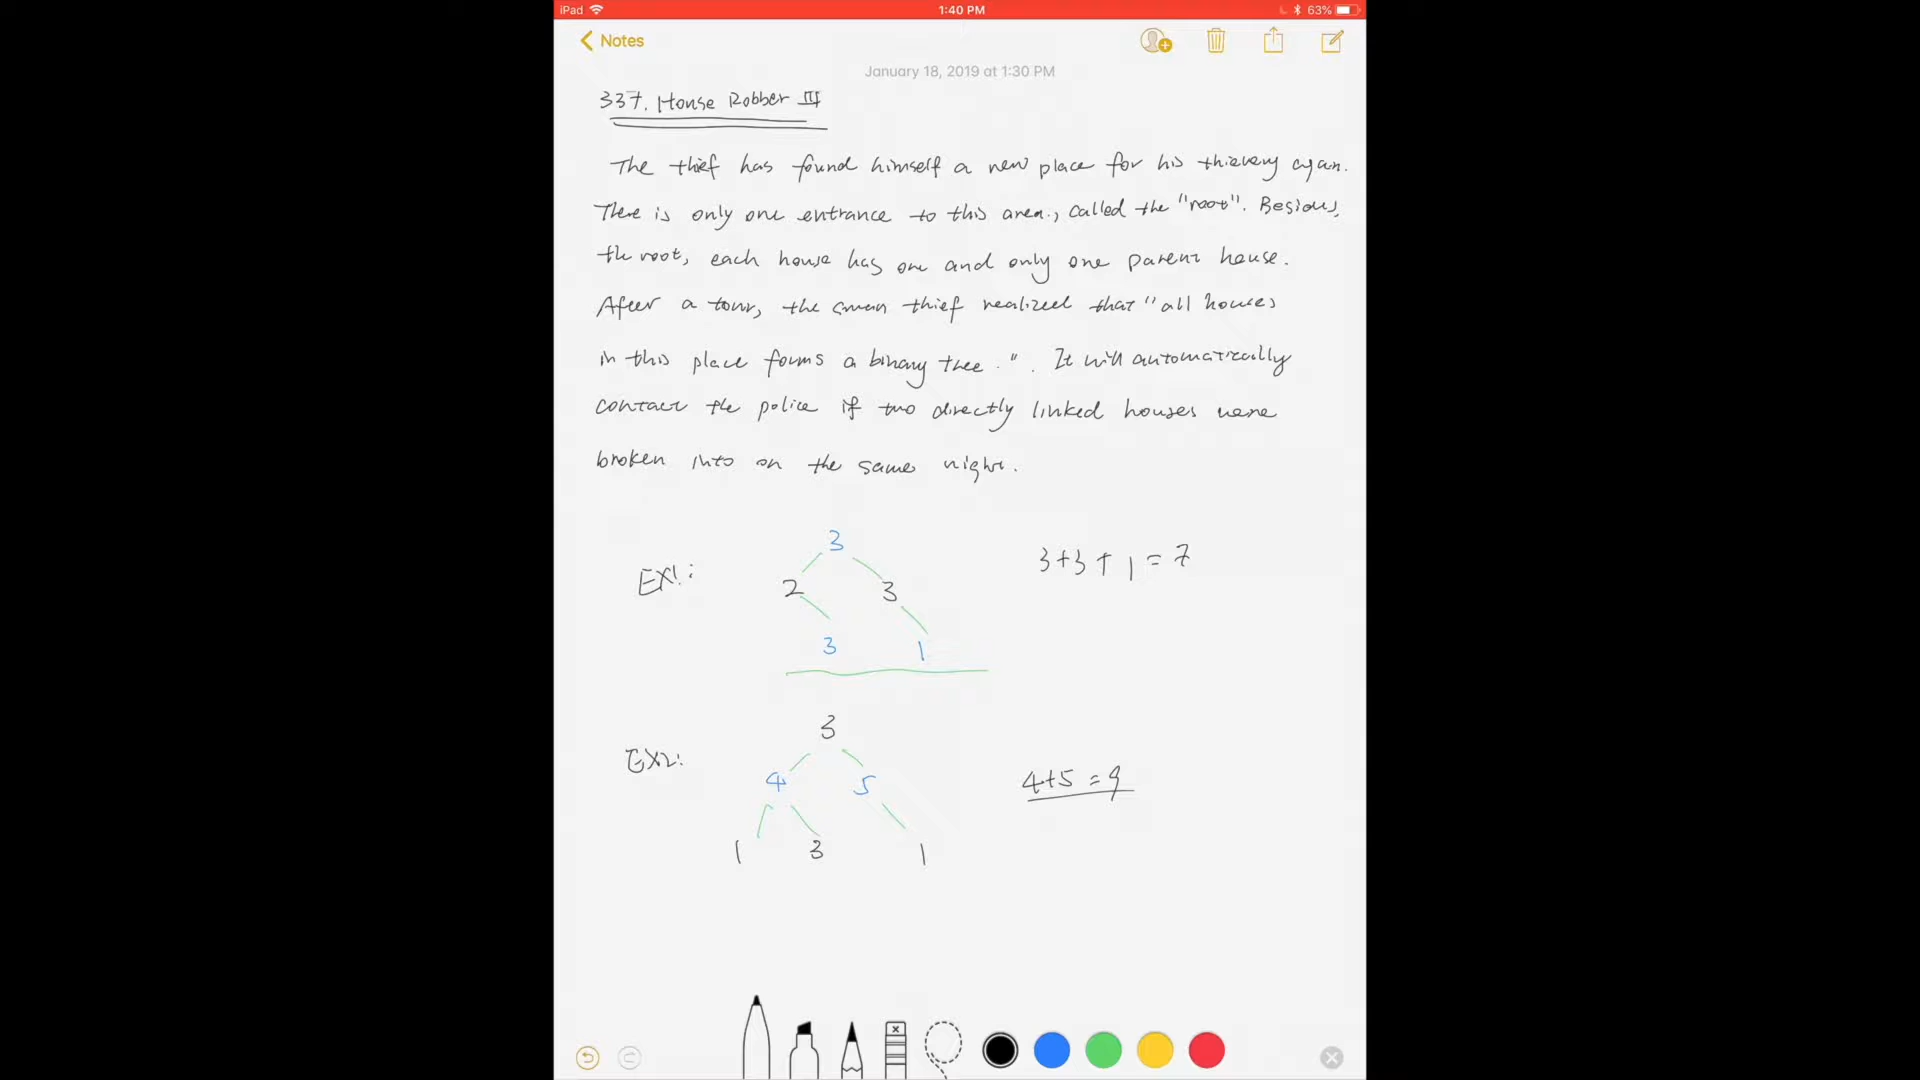 iPad 1:40 PM 63%
Notes
January 18, 2019 at 1:30 PM
337. House Robber III
The thief has found himself a new place for his thievery again.
There is only one entrance to this area., called the "root". Besides,
the root, each house has one and only one parent house.
After a tour, the smart thief realized that "all houses
in this place forms a binary tree.". It will automatically
contact the police if two directly linked houses were
broken into on the same night.
3
EX1: 2 3 3+3+1=7
3 1
3
EX2: 4 5 4+5=9
1 3 1